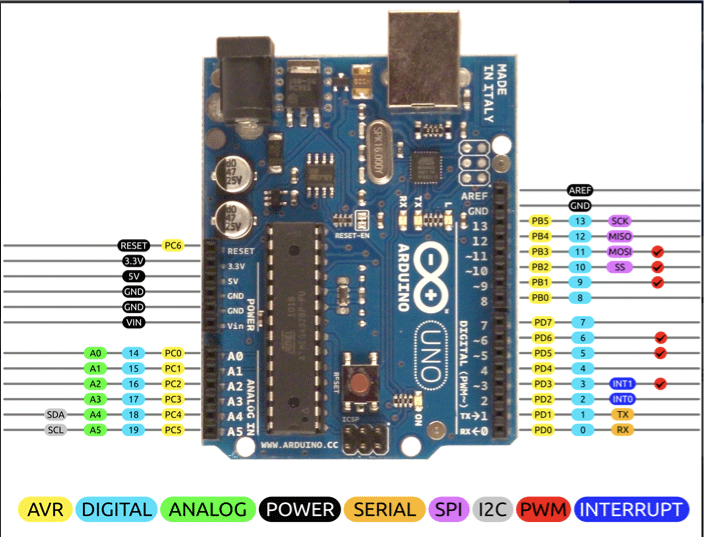 MADE
IN ITALY
SPK16.000Y
47
25V
47
25V
RESET-EN
RX
TX
L
AREF
GND
13
12
~11
~10
~9
8
7
~6
~5
4
~3
2
TX→1
RX←0
DIGITAL (PWM~)
ARDUINO
UNO
RESET
3.3V
5V
GND
GND
Vin
POWER
A0
A1
A2
A3
A4
A5
ANALOG IN
RESET
ICSP
ON
WWW.ARDUINO.CC
AREF
GND
PB5 13 SCK
PB4 12 MISO
PB3 11 MOSI
PB2 10 SS
PB1 9
PB0 8
PD7 7
PD6 6
PD5 5
PD4 4
PD3 3 INT1
PD2 2 INT0
PD1 1 TX
PD0 0 RX
RESET PC6
3.3V
5V
GND
GND
VIN
A0 14 PC0
A1 15 PC1
A2 16 PC2
A3 17 PC3
SDA A4 18 PC4
SCL A5 19 PC5
AVR DIGITAL ANALOG POWER SERIAL SPI I2C PWM INTERRUPT